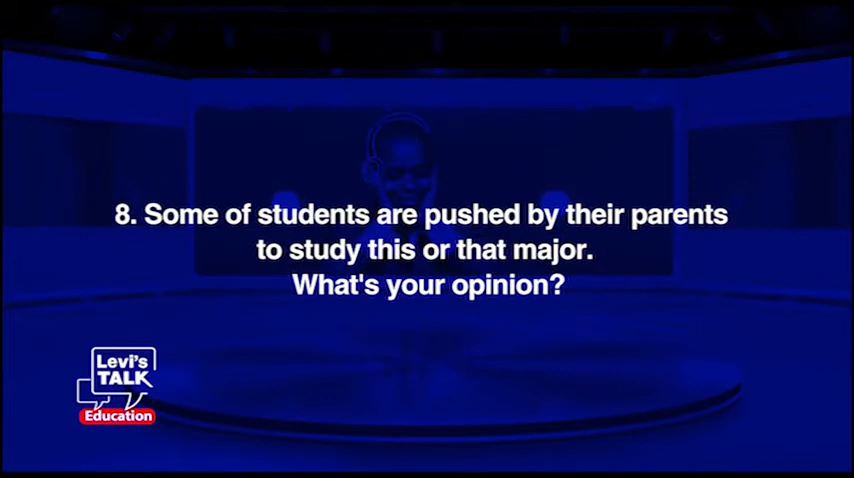 8. Some of students are pushed by their parents
to study this or that major.
What's your opinion?
Levi's
TALK
Education